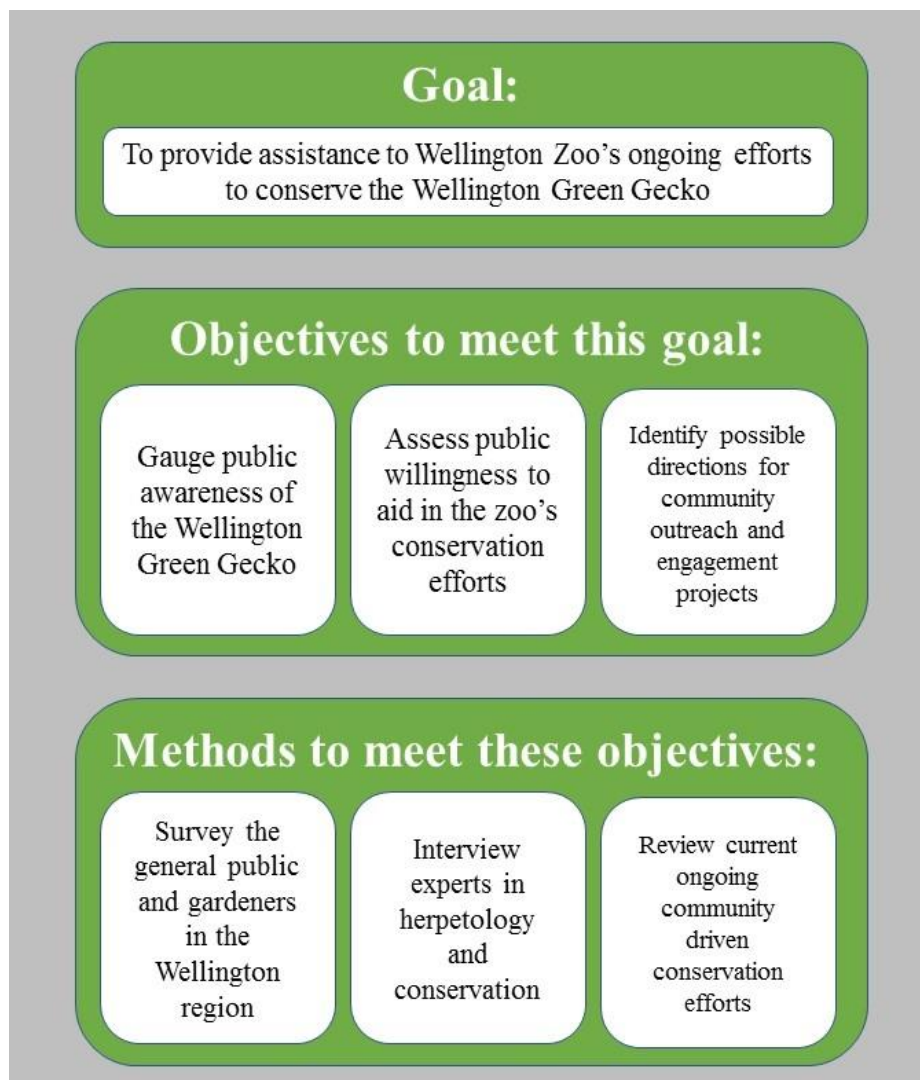 Goal:
To provide assistance to Wellington Zoo’s ongoing efforts
to conserve the Wellington Green Gecko
Objectives to meet this goal:
Gauge public
awareness of
the Wellington
Green Gecko
Assess public
willingness to
aid in the zoo’s
conservation
efforts
Identify possible
directions for
community
outreach and
engagement
projects
Methods to meet these objectives:
Survey the
general public
and gardeners
in the
Wellington
region
Interview
experts in
herpetology
and
conservation
Review current
ongoing
community
driven
conservation
efforts